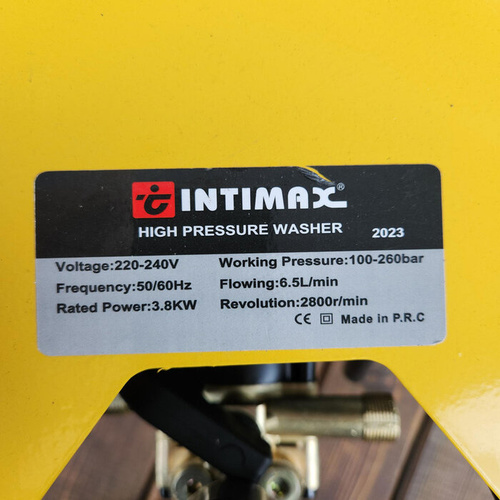 INTIMAX®
HIGH PRESSURE WASHER 2023
Voltage:220-240V Working Pressure:100-260bar
Frequency:50/60Hz Flowing:6.5L/min
Rated Power:3.8KW Revolution:2800r/min
CE Made in P.R.C